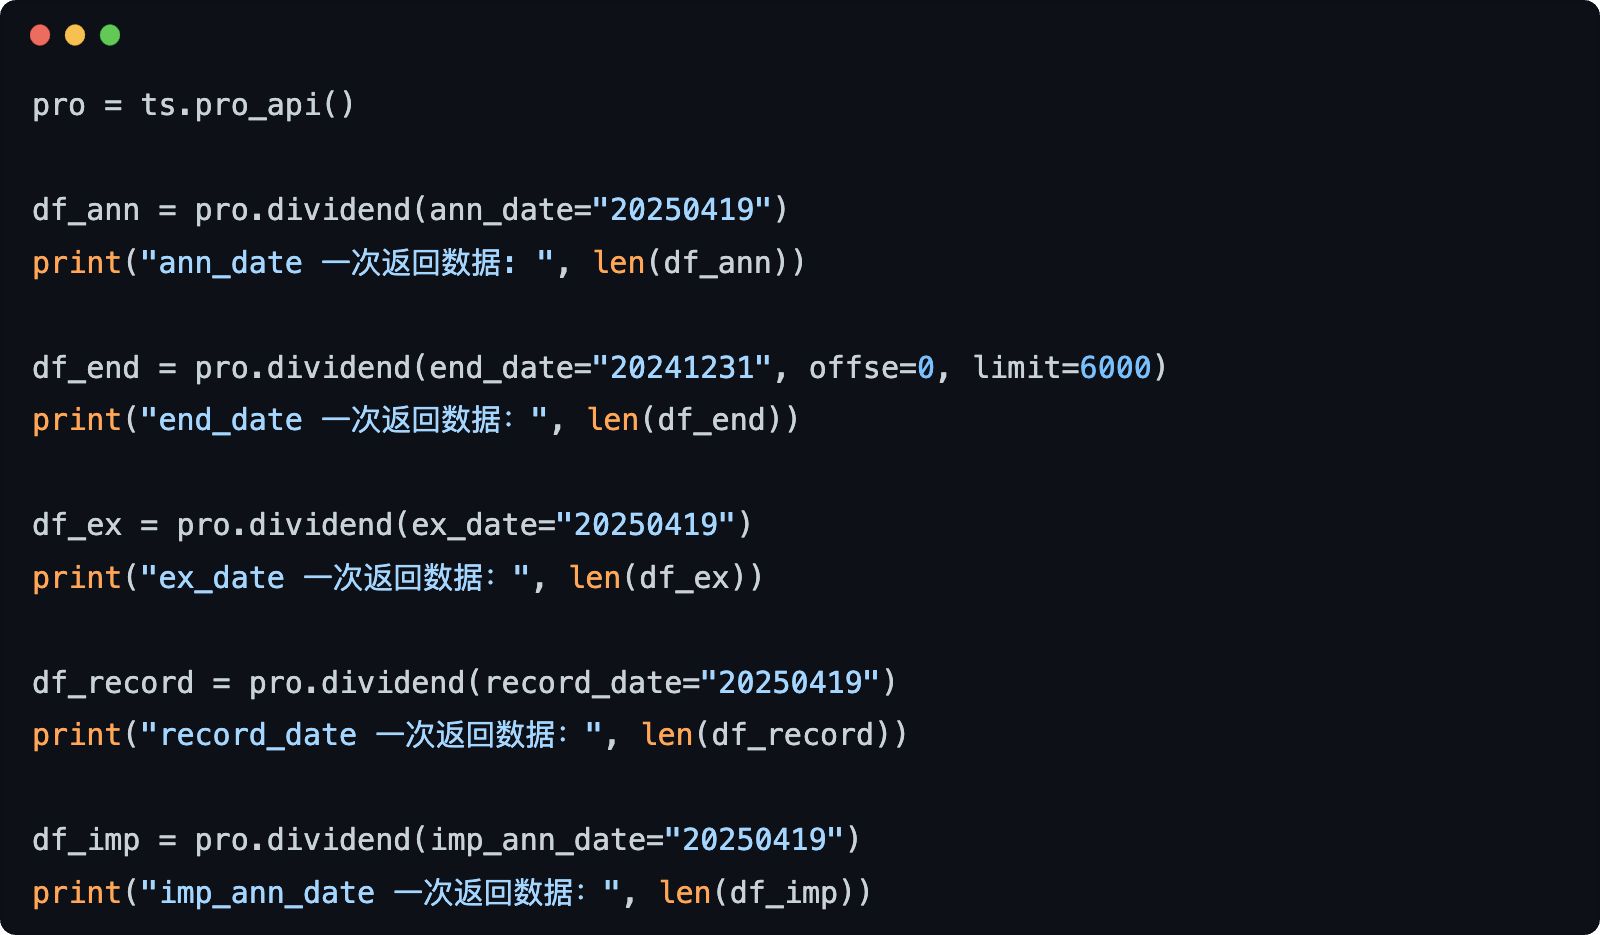 pro = ts.pro_api()
df_ann = pro.dividend(ann_date="20250419")
print("ann_date 一次返回数据: ", len(df_ann))
df_end = pro.dividend(end_date="20241231", offse=0, limit=6000)
print("end_date 一次返回数据：", len(df_end))
df_ex = pro.dividend(ex_date="20250419")
print("ex_date 一次返回数据：", len(df_ex))
df_record = pro.dividend(record_date="20250419")
print("record_date 一次返回数据：", len(df_record))
df_imp = pro.dividend(imp_ann_date="20250419")
print("imp_ann_date 一次返回数据：", len(df_imp))